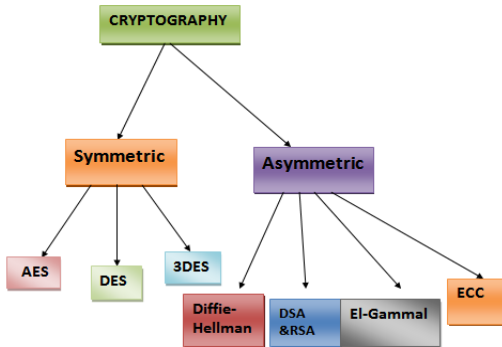 CRYPTOGRAPHY
Symmetric
Asymmetric
AES
DES
3DES
Diffie-
Hellman
DSA
&RSA
El-Gammal
ECC